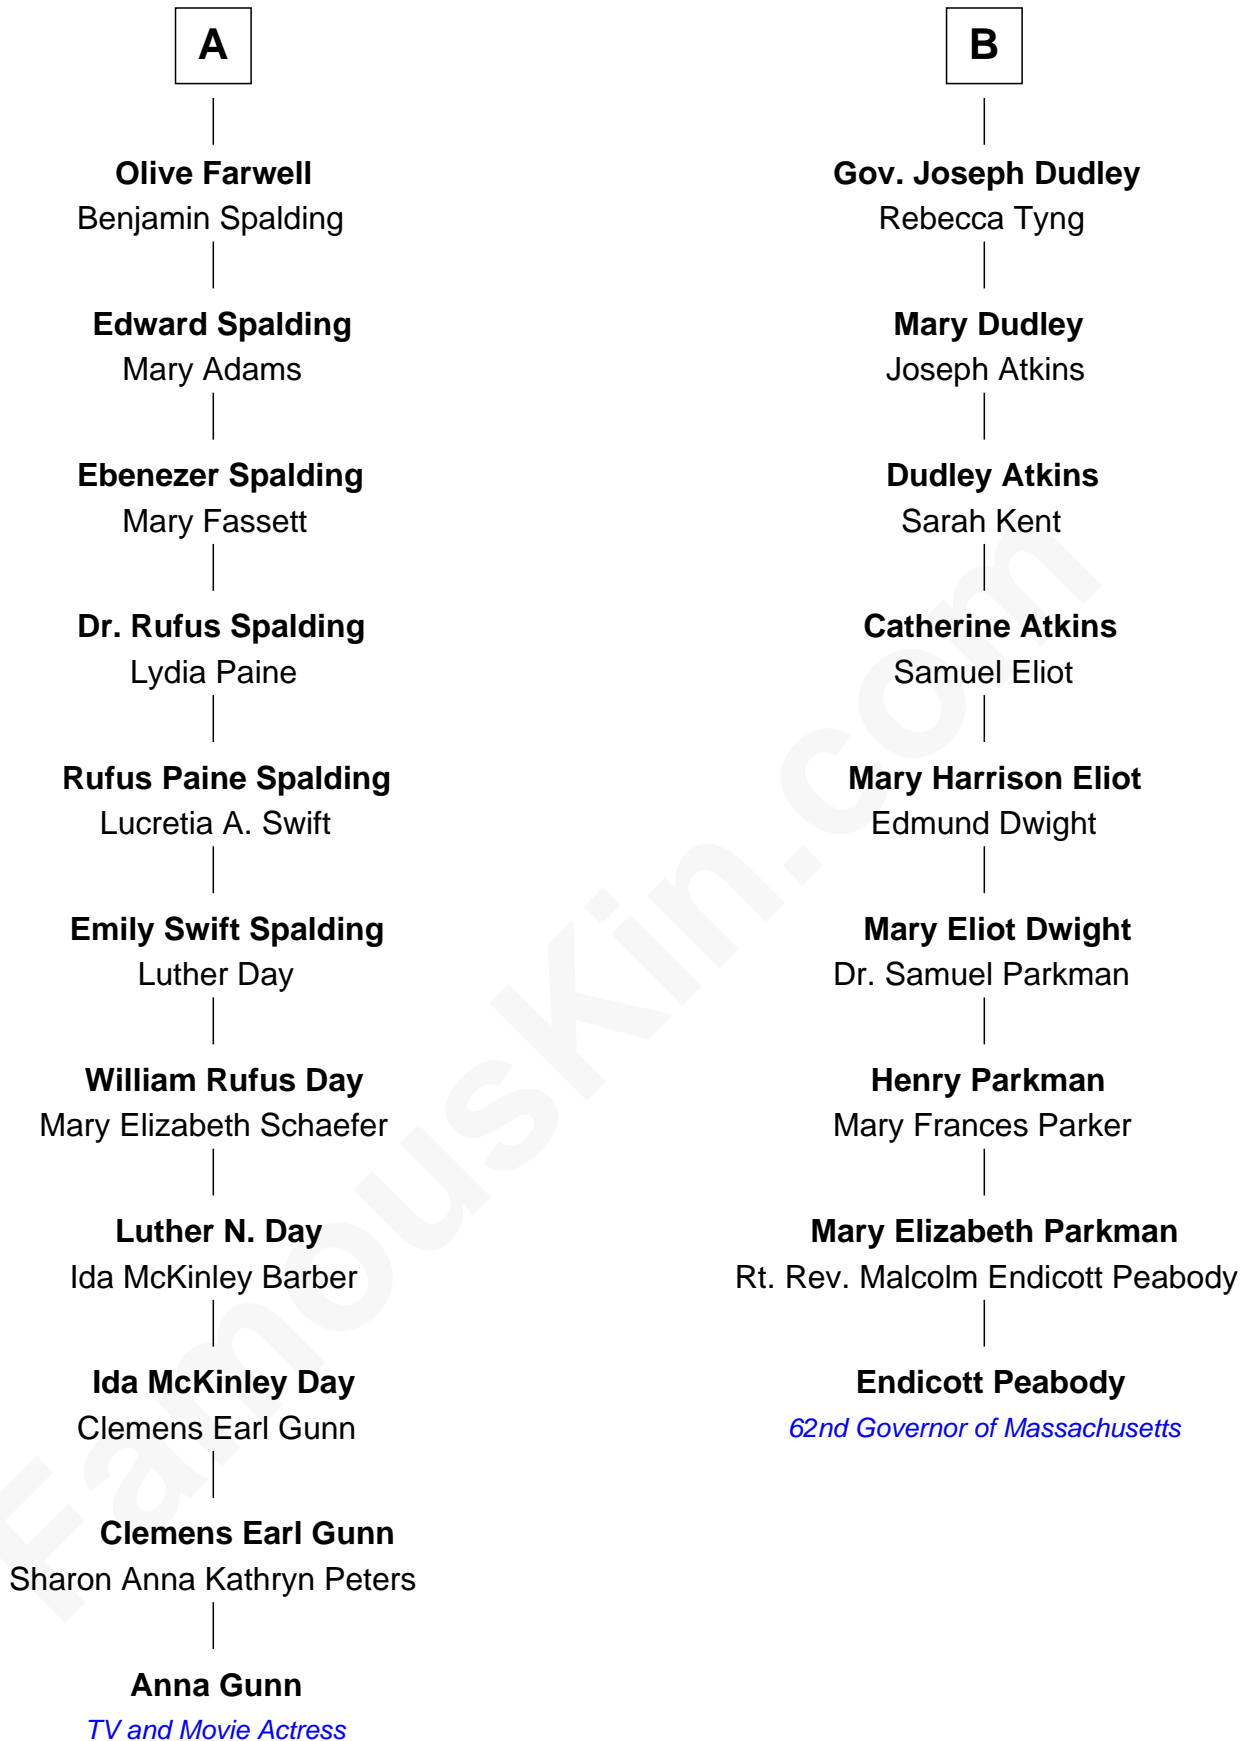 A
Olive Farwell
Benjamin Spalding
Edward Spalding
Mary Adams
Ebenezer Spalding
Mary Fassett
Dr. Rufus Spalding
Lydia Paine
Rufus Paine Spalding
Lucretia A. Swift
Emily Swift Spalding
Luther Day
William Rufus Day
Mary Elizabeth Schaefer
Luther N. Day
Ida McKinley Barber
Ida McKinley Day
Clemens Earl Gunn
Clemens Earl Gunn
Sharon Anna Kathryn Peters
Anna Gunn
TV and Movie Actress
B
Gov. Joseph Dudley
Rebecca Tyng
Mary Dudley
Joseph Atkins
Dudley Atkins
Sarah Kent
Catherine Atkins
Samuel Eliot
Mary Harrison Eliot
Edmund Dwight
Mary Eliot Dwight
Dr. Samuel Parkman
Henry Parkman
Mary Frances Parker
Mary Elizabeth Parkman
Rt. Rev. Malcolm Endicott Peabody
Endicott Peabody
62nd Governor of Massachusetts
FamousKin.com